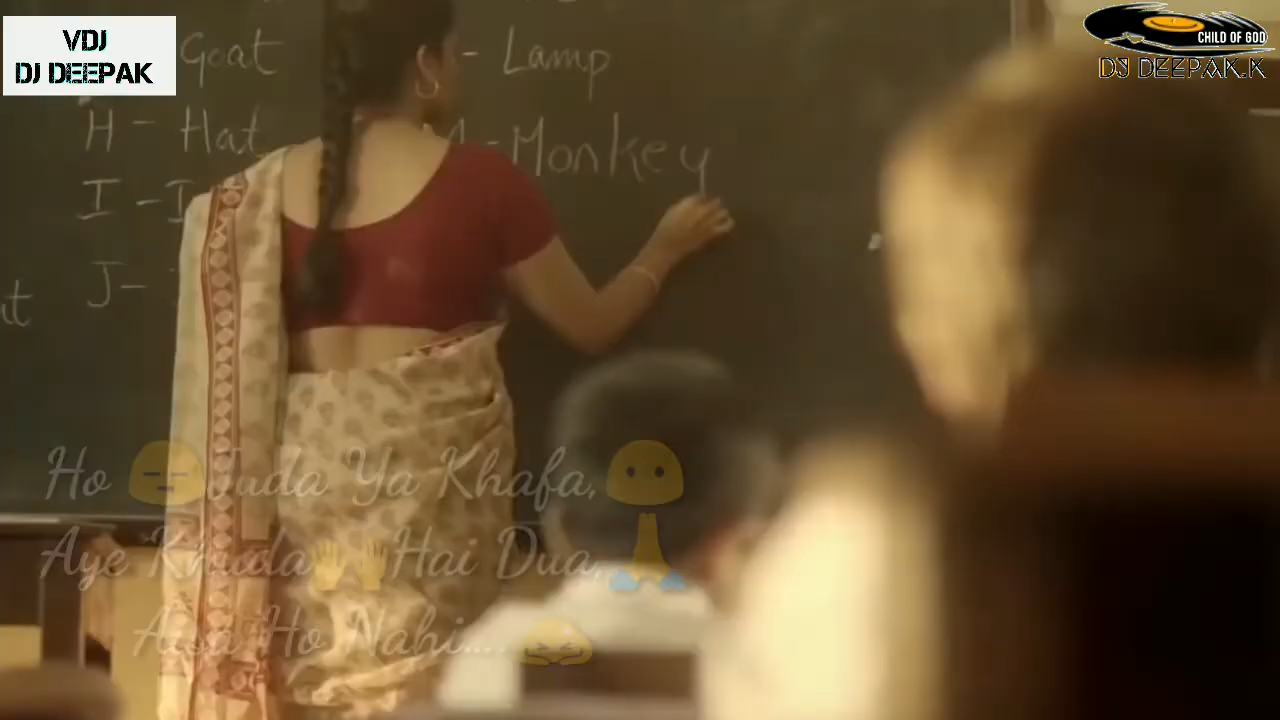 VDJ
DJ DEEPAK
CHILD OF GOD
DJ DEEPAK.K
Goat
- Lamp
H - Hat
M - Monkey
I - I
J -
at
Ho 😑 Juda Ya Khafa, 😶
Aye Khuda 🙌 Hai Dua, 🙏
Aisa Ho Nahi.... 😣